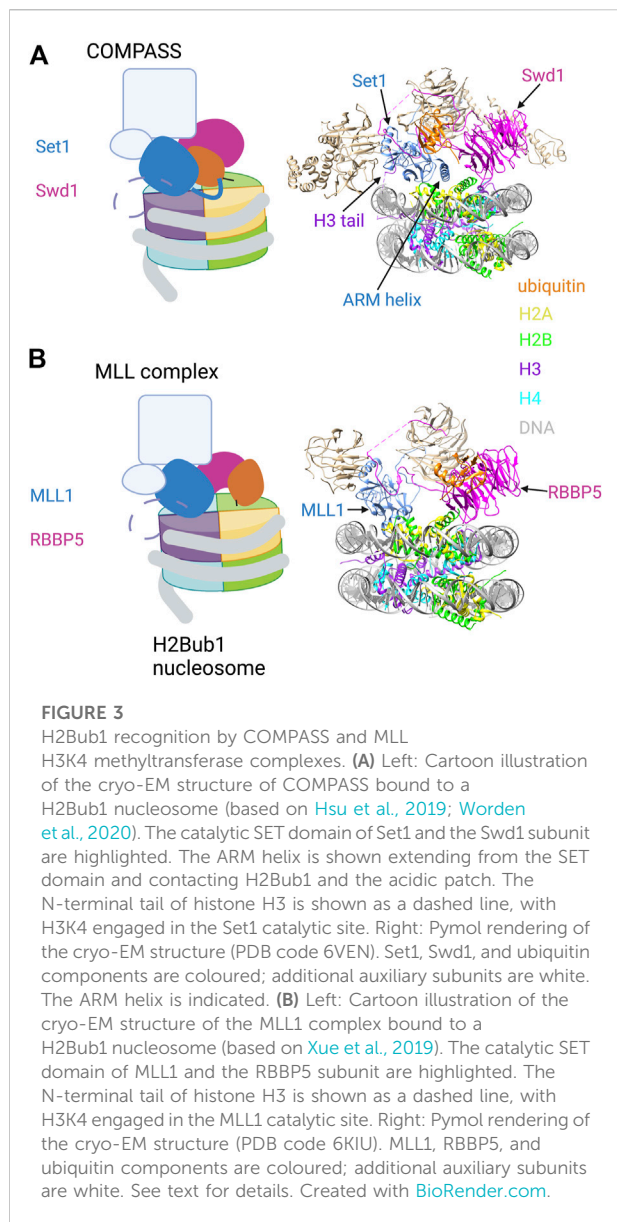 A
COMPASS
Set1
Swd1
Set1
Swd1
H3 tail
ARM helix
ubiquitin
H2A
H2B
H3
H4
DNA
B
MLL complex
MLL1
RBBP5
MLL1
RBBP5
H2Bub1
nucleosome
FIGURE 3
H2Bub1 recognition by COMPASS and MLL
H3K4 methyltransferase complexes. (A) Left: Cartoon illustration
of the cryo-EM structure of COMPASS bound to a
H2Bub1 nucleosome (based on Hsu et al., 2019; Worden
et al., 2020). The catalytic SET domain of Set1 and the Swd1 subunit
are highlighted. The ARM helix is shown extending from the SET
domain and contacting H2Bub1 and the acidic patch. The
N-terminal tail of histone H3 is shown as a dashed line, with
H3K4 engaged in the Set1 catalytic site. Right: Pymol rendering of
the cryo-EM structure (PDB code 6VEN). Set1, Swd1, and ubiquitin
components are coloured; additional auxiliary subunits are white.
The ARM helix is indicated. (B) Left: Cartoon illustration of the
cryo-EM structure of the MLL1 complex bound to a
H2Bub1 nucleosome (based on Xue et al., 2019). The catalytic SET
domain of MLL1 and the RBBP5 subunit are highlighted. The
N-terminal tail of histone H3 is shown as a dashed line, with
H3K4 engaged in the MLL1 catalytic site. Right: Pymol rendering of
the cryo-EM structure (PDB code 6KIU). MLL1, RBBP5, and
ubiquitin components are coloured; additional auxiliary subunits
are white. See text for details. Created with BioRender.com.